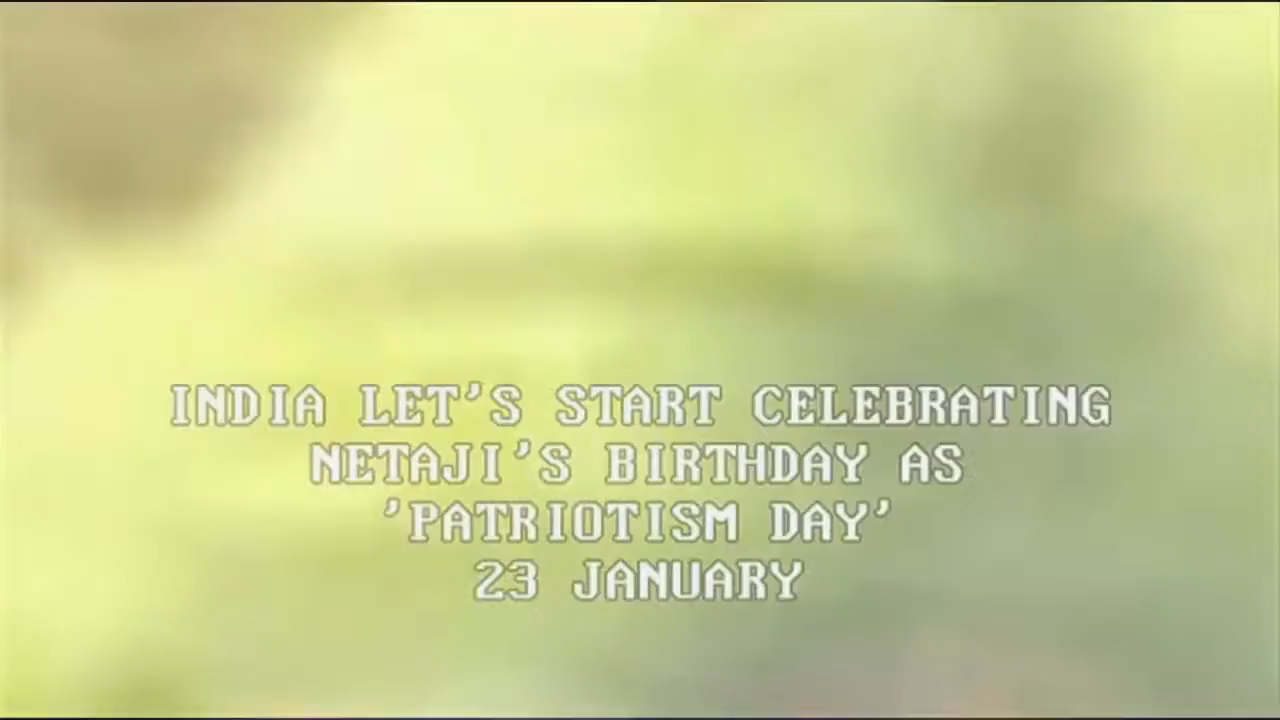 INDIA LET'S START CELEBRATING
NETAJI'S BIRTHDAY AS
'PATRIOTISM DAY'
23 JANUARY